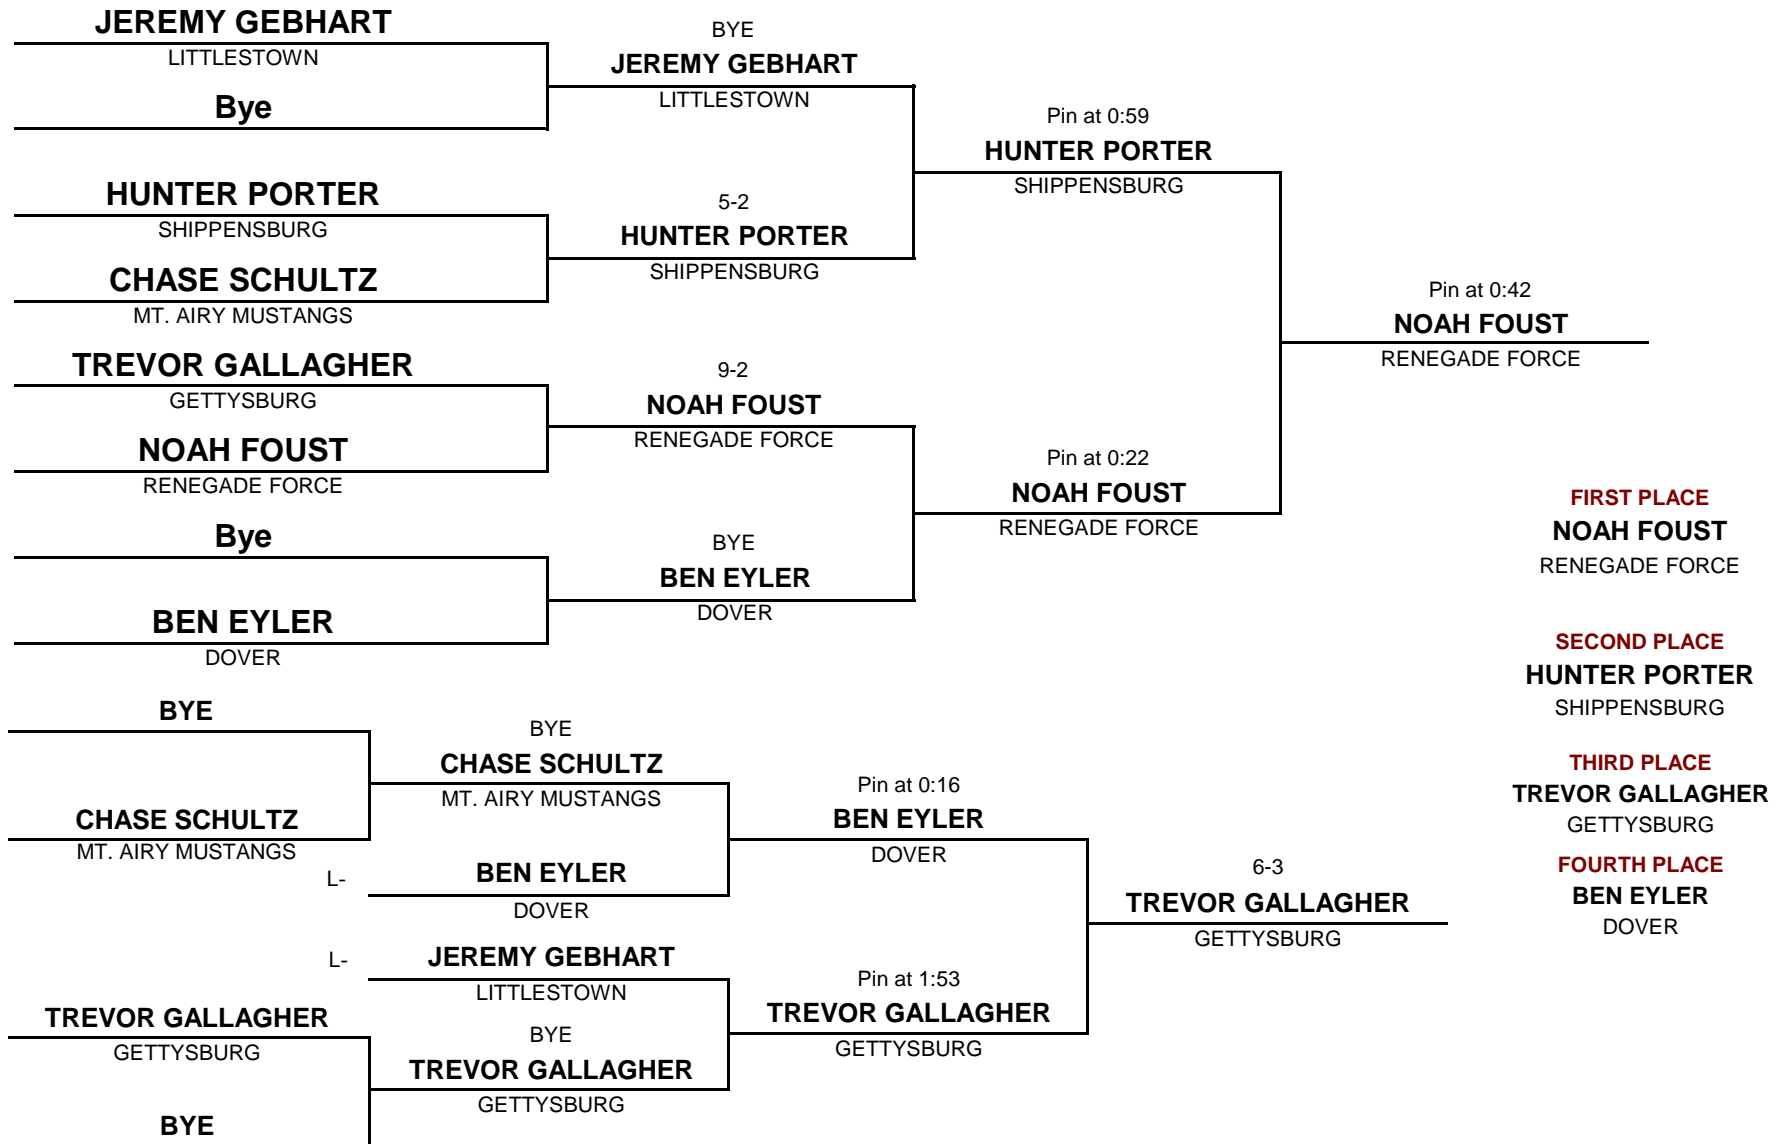 JEREMY GEBHART
LITTLESTOWN
Bye
HUNTER PORTER
SHIPPENSBURG
CHASE SCHULTZ
MT. AIRY MUSTANGS
TREVOR GALLAGHER
GETTYSBURG
NOAH FOUST
RENEGADE FORCE
Bye
BEN EYLER
DOVER
BYE
JEREMY GEBHART
LITTLESTOWN
5-2
HUNTER PORTER
SHIPPENSBURG
9-2
NOAH FOUST
RENEGADE FORCE
BYE
BEN EYLER
DOVER
Pin at 0:59
HUNTER PORTER
SHIPPENSBURG
Pin at 0:22
NOAH FOUST
RENEGADE FORCE
Pin at 0:42
NOAH FOUST
RENEGADE FORCE
FIRST PLACE
NOAH FOUST
RENEGADE FORCE
SECOND PLACE
HUNTER PORTER
SHIPPENSBURG
THIRD PLACE
TREVOR GALLAGHER
GETTYSBURG
FOURTH PLACE
BEN EYLER
DOVER
BYE
CHASE SCHULTZ
MT. AIRY MUSTANGS
TREVOR GALLAGHER
GETTYSBURG
BYE
BYE
CHASE SCHULTZ
MT. AIRY MUSTANGS
L-
BEN EYLER
DOVER
L-
JEREMY GEBHART
LITTLESTOWN
BYE
TREVOR GALLAGHER
GETTYSBURG
Pin at 0:16
BEN EYLER
DOVER
Pin at 1:53
TREVOR GALLAGHER
GETTYSBURG
6-3
TREVOR GALLAGHER
GETTYSBURG